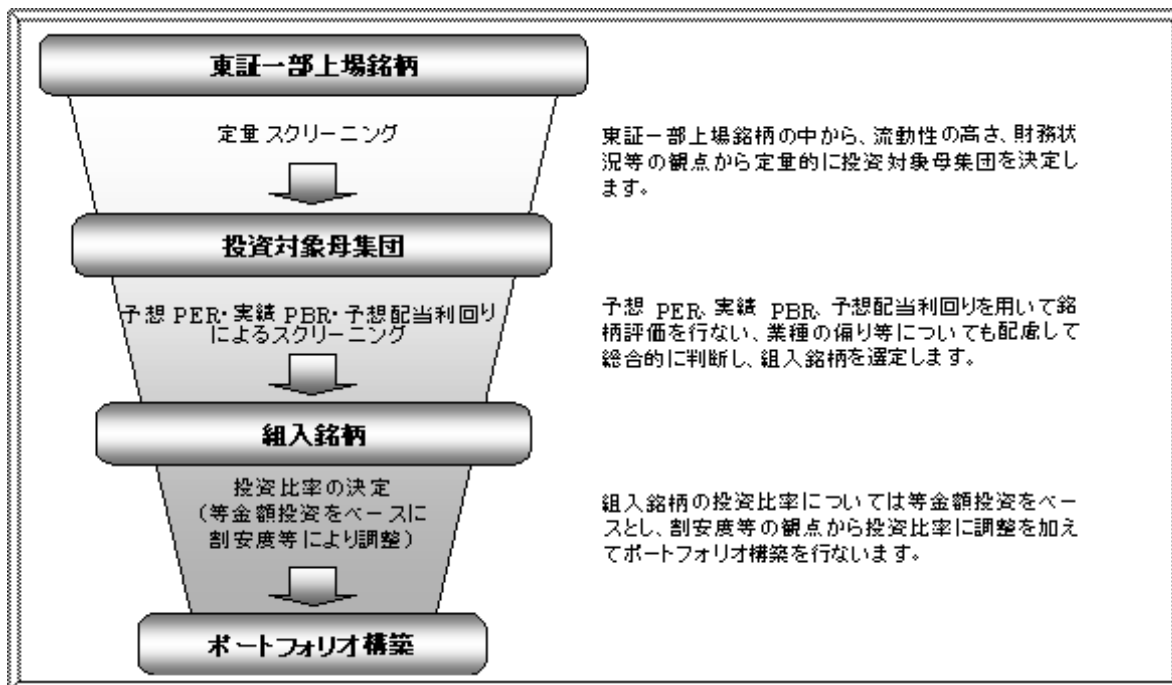 東証一部上場銘柄
定量スクリーニング
東証一部上場銘柄の中から、流動性の高さ、財務状
況等の観点から定量的に投資対象母集団を決定し
ます。
投資対象母集団
予想 PER・実績 PBR・予想配当利回り
によるスクリーニング
予想 PER、実績 PBR、予想配当利回りを用いて銘
柄評価を行ない、業種の偏り等についても配慮して
総合的に判断し、組入銘柄を選定します。
組入銘柄
投資比率の決定
（等金額投資をベースに
割安度等により調整）
組入銘柄の投資比率については等金額投資をベー
スとし、割安度等の観点から投資比率に調整を加え
てポートフォリオ構築を行ないます。
ポートフォリオ構築